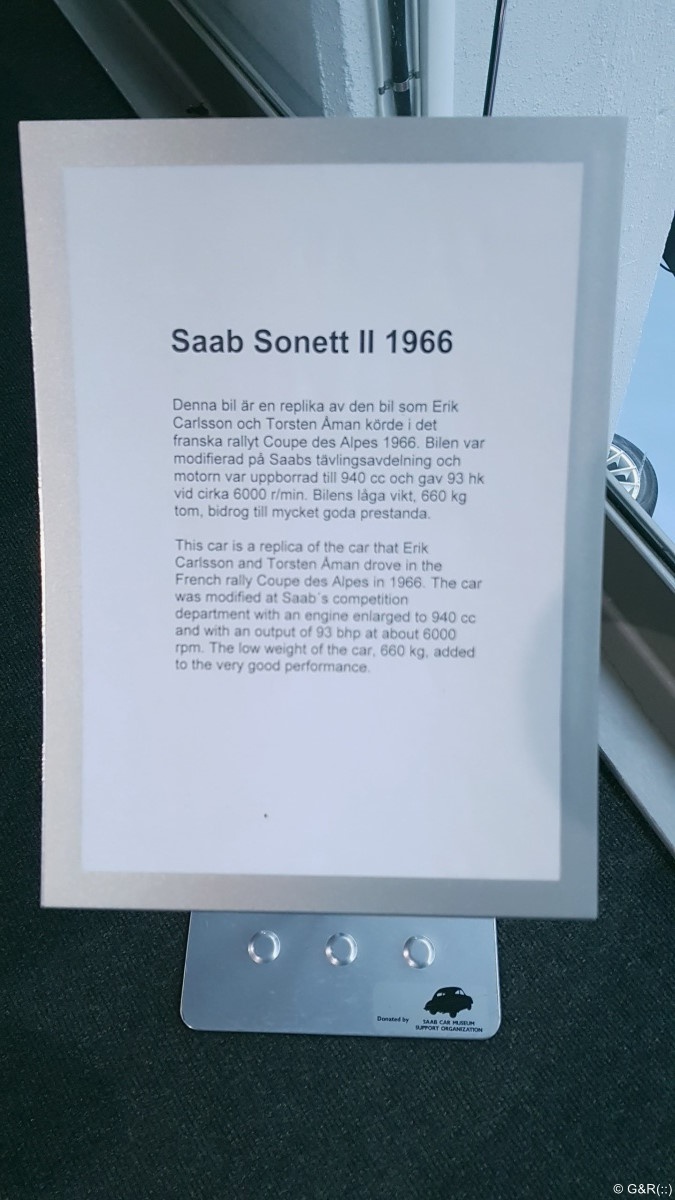 Saab Sonett II 1966
Denna bil är en replika av den bil som Erik
Carlsson och Torsten Åman körde i det
franska rallyt Coupe des Alpes 1966. Bilen var
modifierad på Saabs tävlingsavdelning och
motorn var uppborrad till 940 cc och gav 93 hk
vid cirka 6000 r/min. Bilens låga vikt, 660 kg
tom, bidrog till mycket goda prestanda.
This car is a replica of the car that Erik
Carlsson and Torsten Åman drove in the
French rally Coupe des Alpes in 1966. The car
was modified at Saab´s competition
department with an engine enlarged to 940 cc
and with an output of 93 bhp at about 6000
rpm. The low weight of the car, 660 kg, added
to the very good performance.
Donated by
SAAB CAR MUSEUM
SUPPORT ORGANIZATION
© G&R(::)